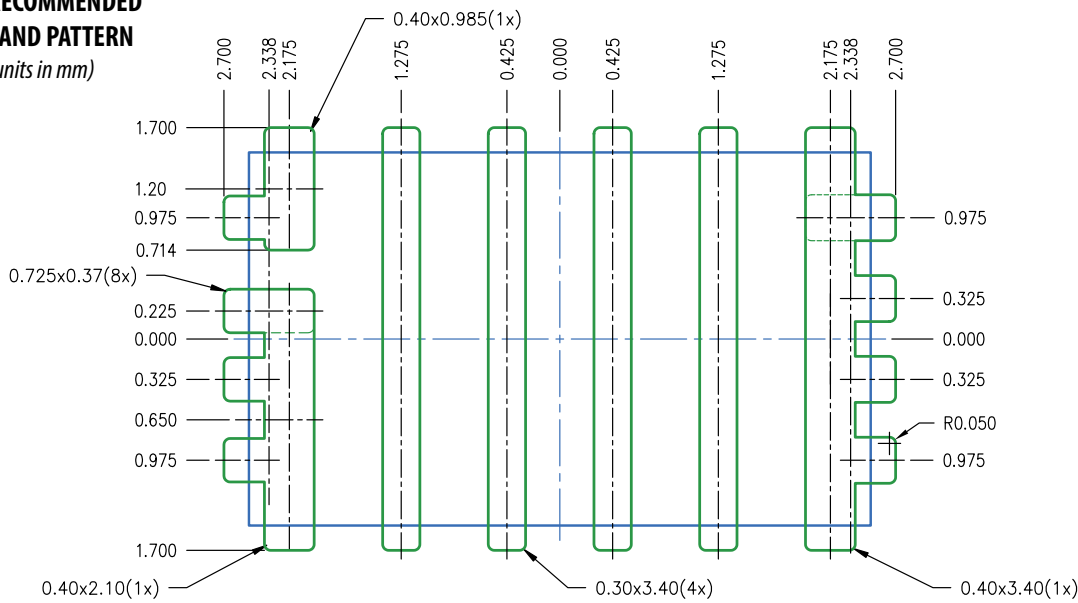 RECOMMENDED
LAND PATTERN
(units in mm)
0.40x0.985(1x)
2.700
2.338
2.175
1.275
0.425
0.000
0.425
1.275
2.175
2.338
2.700
1.700
1.20
0.975
0.714
0.725x0.37(8x)
0.225
0.000
0.325
0.650
0.975
1.700
0.975
0.325
0.000
0.325
R0.050
0.975
0.40x2.10(1x)
0.30x3.40(4x)
0.40x3.40(1x)